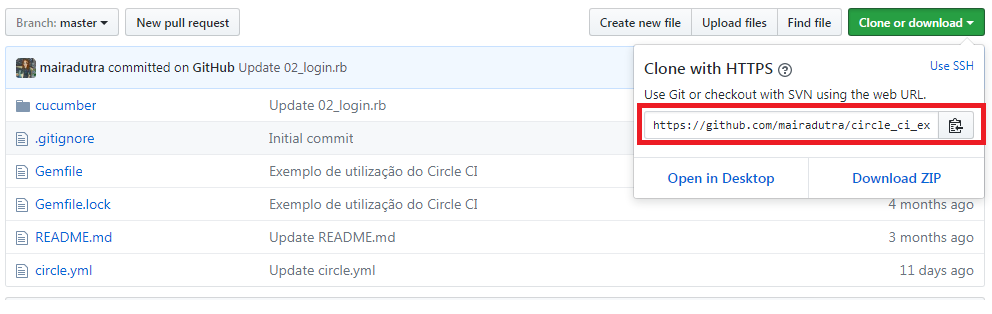 Branch: master New pull request Create new file Upload files Find file Clone or download
mairadutra committed on GitHub Update 02_login.rb
Clone with HTTPS ? Use SSH
Use Git or checkout with SVN using the web URL.
https://github.com/mairadutra/circle_ci_ex
Open in Desktop Download ZIP
cucumber Update 02_login.rb
.gitignore Initial commit
Gemfile Exemplo de utilização do Circle CI
Gemfile.lock Exemplo de utilização do Circle CI 4 months ago
README.md Update README.md 3 months ago
circle.yml Update circle.yml 11 days ago